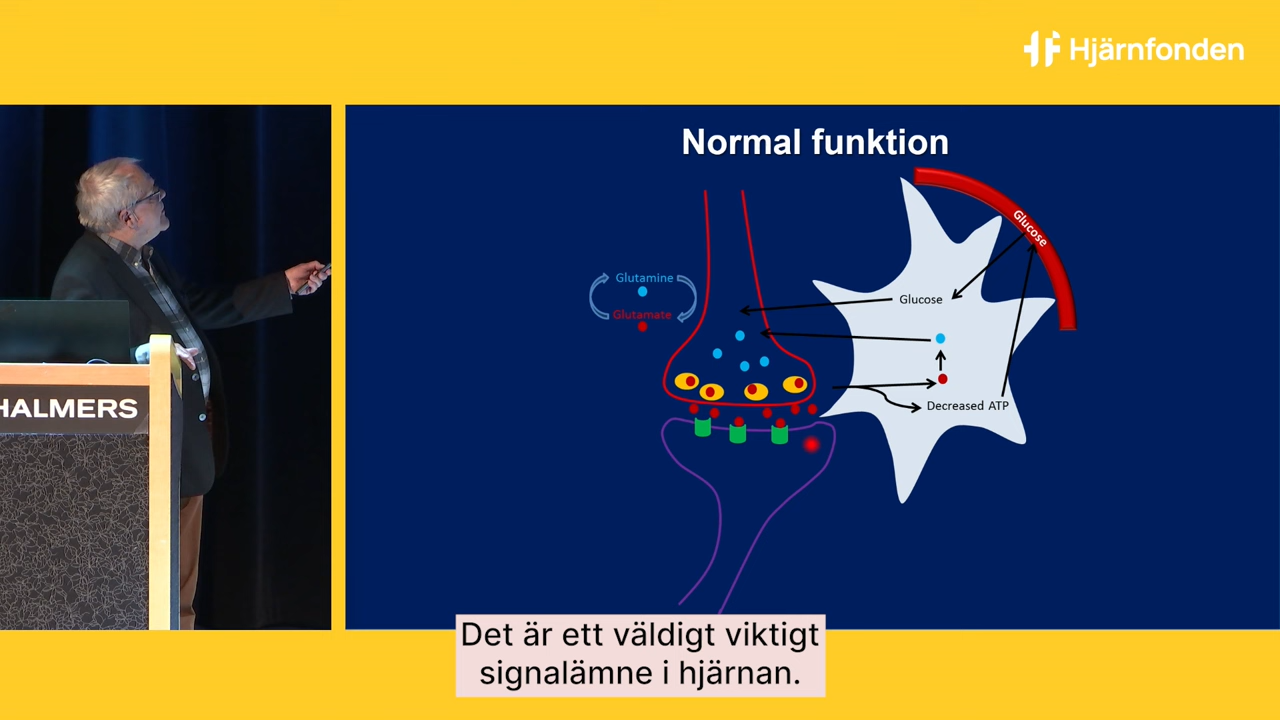 Hjärnfonden
Normal funktion
Glucose
Glutamine
Glucose
Glutamate
Decreased ATP
HALMERS
Det är ett väldigt viktigt
signalämne i hjärnan.